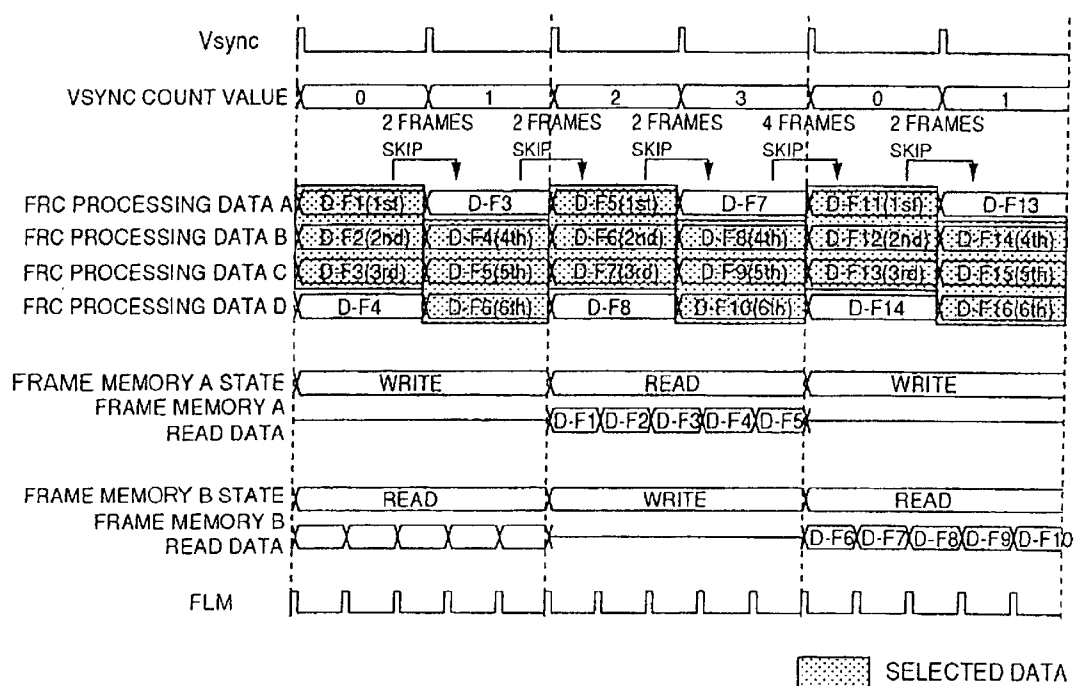 Vsync
VSYNC COUNT VALUE 0 1 2 3 0 1
2 FRAMES 2 FRAMES 2 FRAMES 4 FRAMES 2 FRAMES
SKIP SKIP SKIP SKIP SKIP
FRC PROCESSING DATA A D-F1(1st) D-F3 D-F5(1st) D-F7 D-F11(1st) D-F13
FRC PROCESSING DATA B D-F2(2nd) D-F4(4th) D-F6(2nd) D-F8(4th) D-F12(2nd) D-F14(4th)
FRC PROCESSING DATA C D-F3(3rd) D-F5(5th) D-F7(3rd) D-F9(5th) D-F13(3rd) D-F15(5th)
FRC PROCESSING DATA D D-F4 D-F6(6th) D-F8 D-F10(6th) D-F14 D-F16(6th)
FRAME MEMORY A STATE WRITE READ WRITE
FRAME MEMORY A
READ DATA D-F1 D-F2 D-F3 D-F4 D-F5
FRAME MEMORY B STATE READ WRITE READ
FRAME MEMORY B
READ DATA D-F6 D-F7 D-F8 D-F9 D-F10
FLM
SELECTED DATA